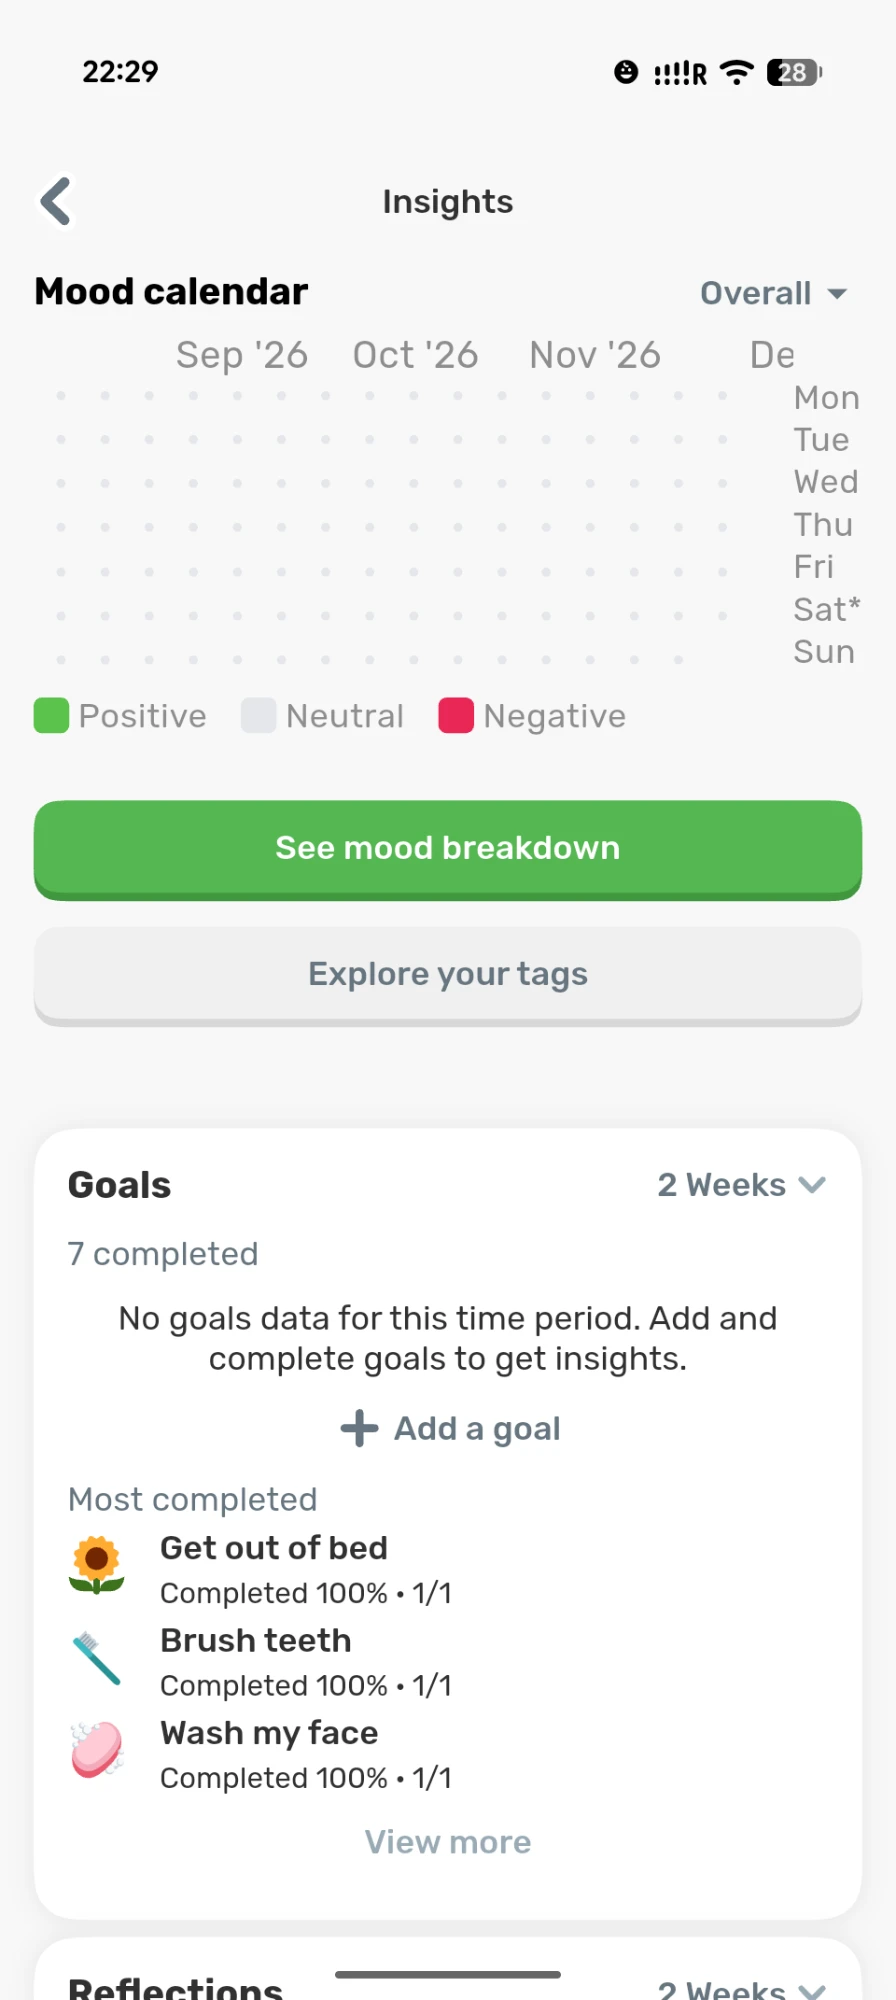 22:29
R
28
Insights
Mood calendar
Overall
Sep '26 Oct '26 Nov '26 De
Mon
Tue
Wed
Thu
Fri
Sat*
Sun
Positive Neutral Negative
See mood breakdown
Explore your tags
Goals
2 Weeks
7 completed
No goals data for this time period. Add and
complete goals to get insights.
Add a goal
Most completed
Get out of bed
Completed 100% • 1/1
Brush teeth
Completed 100% • 1/1
Wash my face
Completed 100% • 1/1
View more
Reflections
2 Weeks